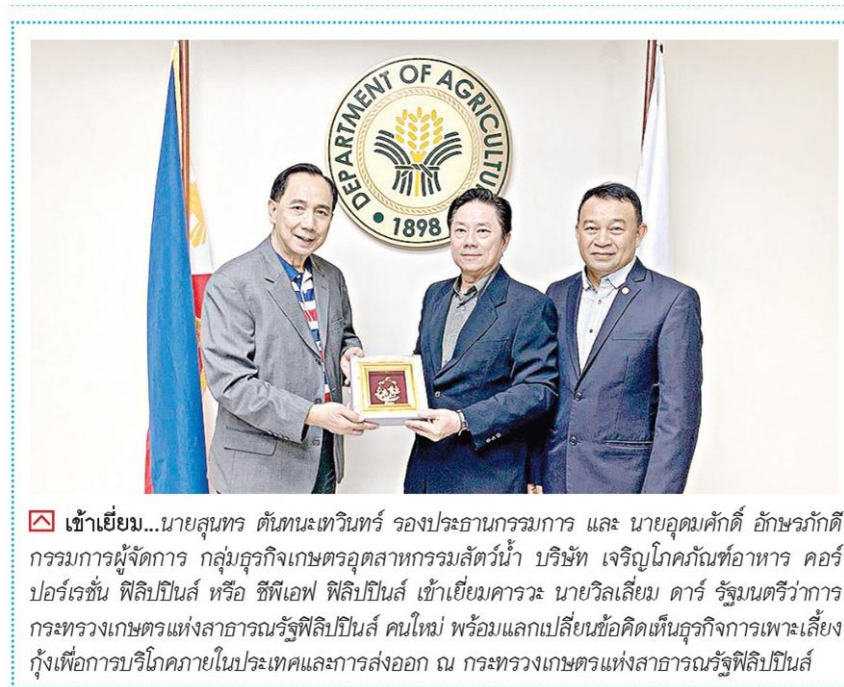 DEPARTMENT OF AGRICULTU
1898
เข้าเยี่ยม...นายสุนทร ตันทนะเทวินทร์ รองประธานกรรมการ และ นายอุดมศักดิ์ อักษรภักดี
กรรมการผู้จัดการ กลุ่มธุรกิจเกษตรอุตสาหกรรมสัตว์น้ำ บริษัท เจริญโภคภัณฑ์อาหาร คอร์
ปอร์เรชั่น ฟิลิปปินส์ หรือ ซีพีเอฟ ฟิลิปปินส์ เข้าเยี่ยมคารวะ นายวิลเลี่ยม ดาร์ รัฐมนตรีว่าการ
กระทรวงเกษตรแห่งสาธารณรัฐฟิลิปปินส์ คนใหม่ พร้อมแลกเปลี่ยนข้อคิดเห็นธุรกิจการเพาะเลี้ยง
กุ้งเพื่อการบริโภคภายในประเทศและการส่งออก ณ กระทรวงเกษตรแห่งสาธารณรัฐฟิลิปปินส์